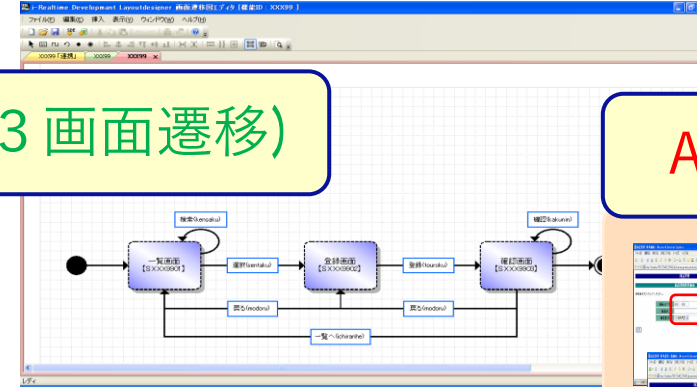 i-Realtime Development Layoutdesigner 画面遷移図エディタ [機能ID : XXX99 ]
ファイル(F) 編集(E) 挿入 表示(V) ウィンドウ(W) ヘルプ(H)
XXX99「連携」 XXX99 XXX99 x
3 画面遷移)
A
検索(kensaku)
確認(kakunin)
一覧画面
【SXXX9901】
選択(sentaku)
登録画面
【SXXX9902】
登録(touroku)
確認画面
【SXXX9903】
戻る(modoru)
戻る(modoru)
一覧へ(ichiranhe)
レディ